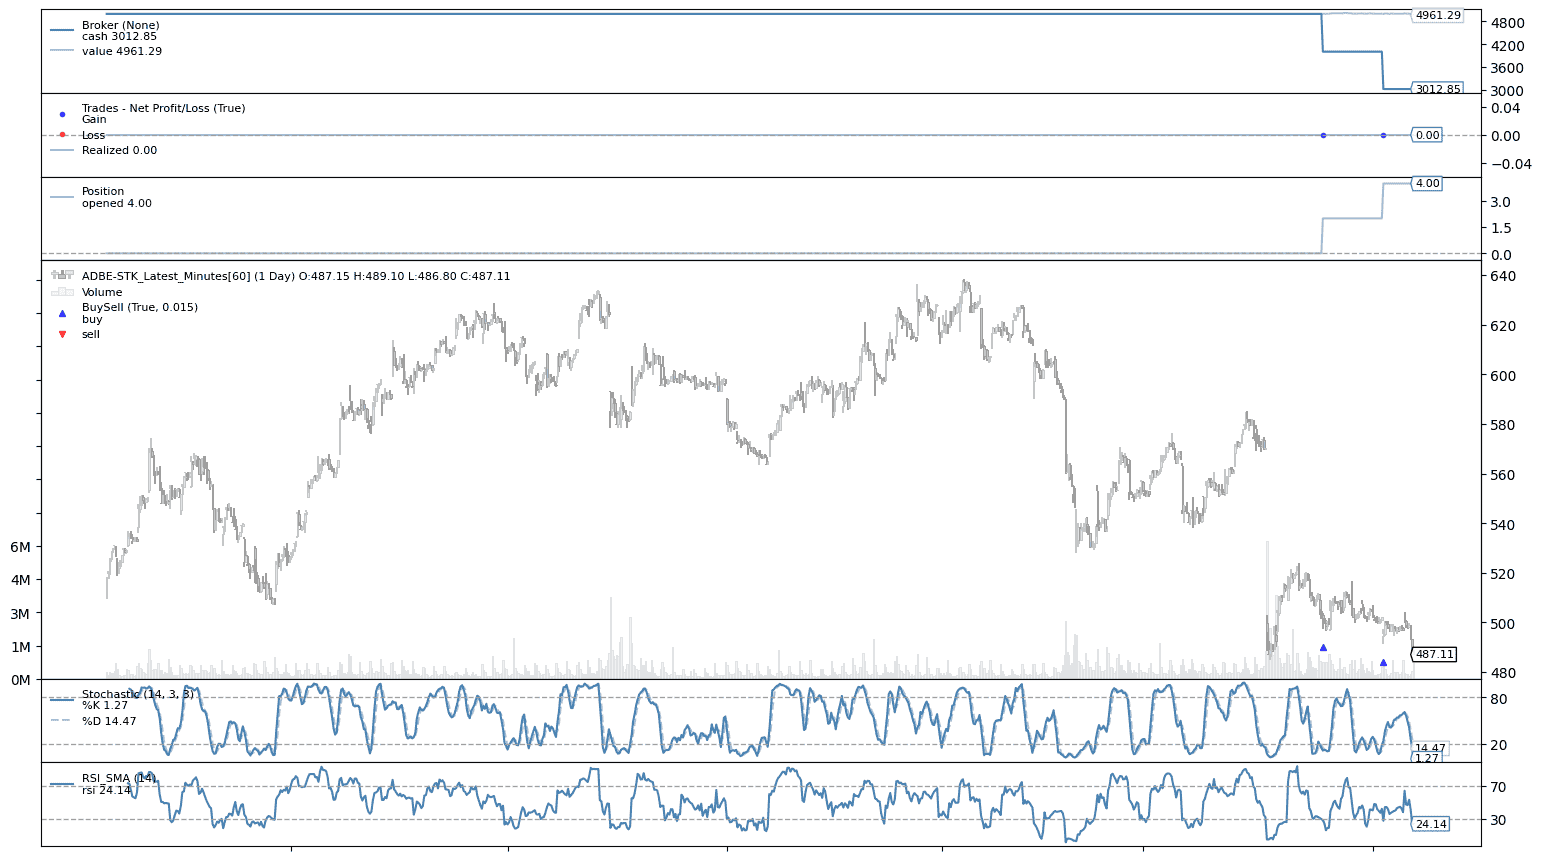 Broker (None)
cash 3012.85
value 4961.29
4961.29
4800
4200
3600
3000
3012.85
Trades - Net Profit/Loss (True)
Gain
Loss
Realized 0.00
0.04
0.00
0.00
−0.04
Position
opened 4.00
4.00
3.0
1.5
0.0
ADBE-STK_Latest_Minutes[60] (1 Day) O:487.15 H:489.10 L:486.80 C:487.11
Volume
BuySell (True, 0.015)
buy
sell
640
620
600
580
560
540
520
500
480
487.11
6M
4M
3M
1M
0M
Stochastic (14, 3, 3)
%K 1.27
%D 14.47
80
20
14.47
1.27
RSI_SMA (14)
rsi 24.14
70
30
24.14